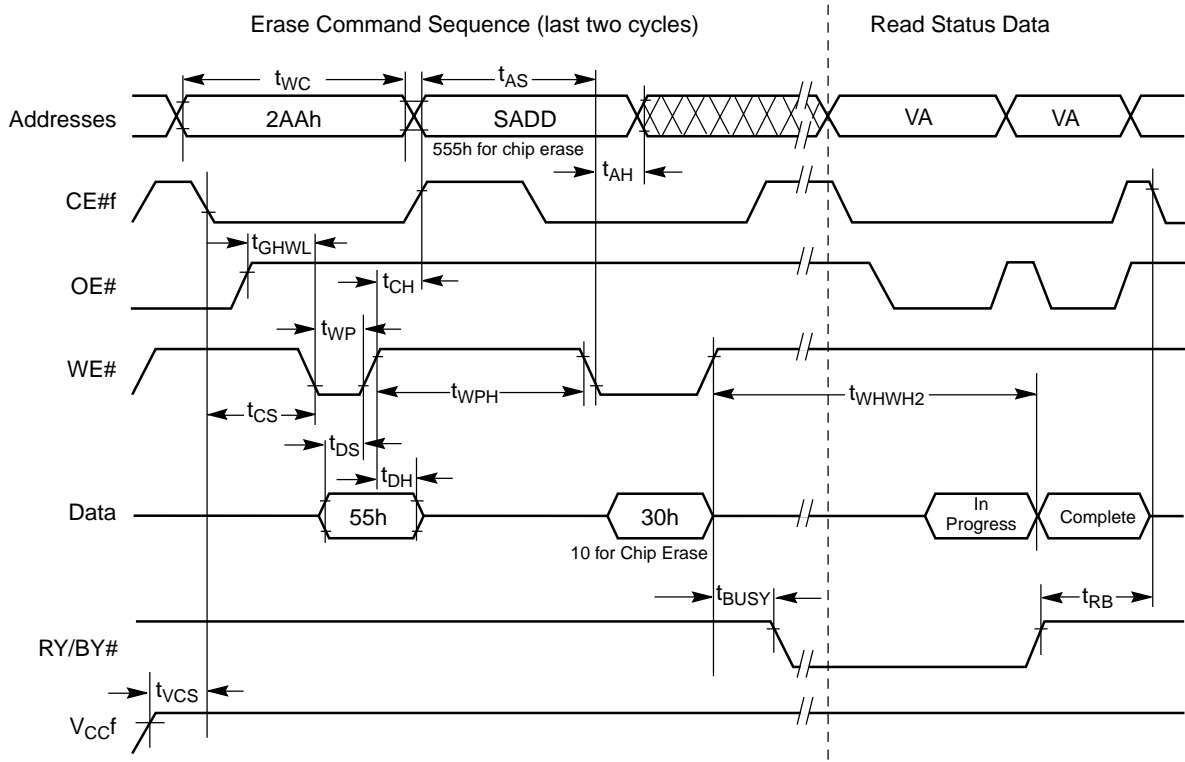 Erase Command Sequence (last two cycles)
Read Status Data
tWC
tAS
Addresses
2AAh
SADD
VA
VA
555h for chip erase
tAH
CE#f
tGHWL
OE#
tCH
tWP
WE#
tWPH
tWHWH2
tCS
tDS
tDH
Data
55h
30h
In
Progress
Complete
10 for Chip Erase
tBUSY
tRB
RY/BY#
tVCS
VCCf